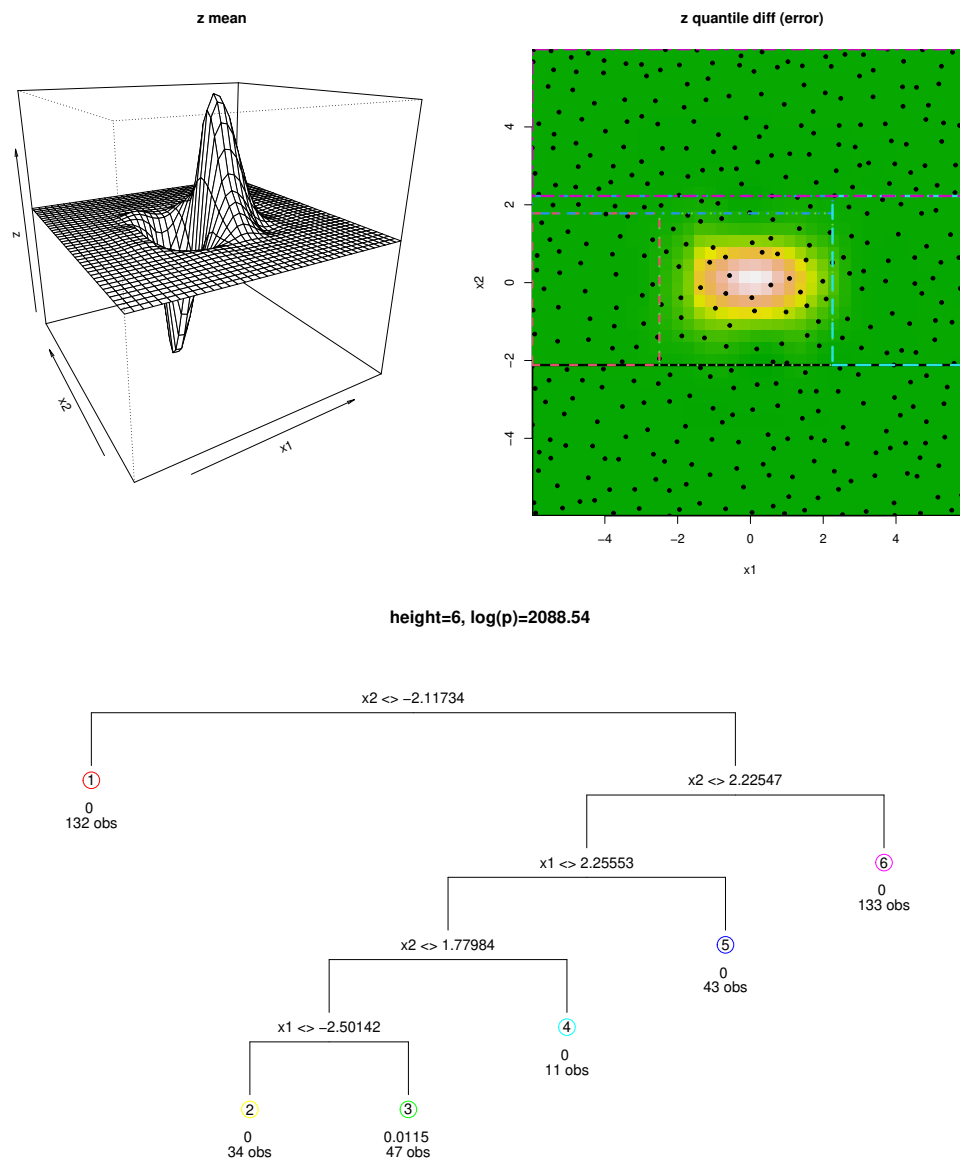 z mean
z quantile diff (error)
z
x2
x1
x2
4
2
0
−2
−4
−4
−2
0
2
4
x1
height=6, log(p)=2088.54
x2 <> −2.11734
1
0
132 obs
x2 <> 2.22547
x1 <> 2.25553
6
0
133 obs
x2 <> 1.77984
5
0
43 obs
x1 <> −2.50142
4
0
11 obs
2
0
34 obs
3
0.0115
47 obs